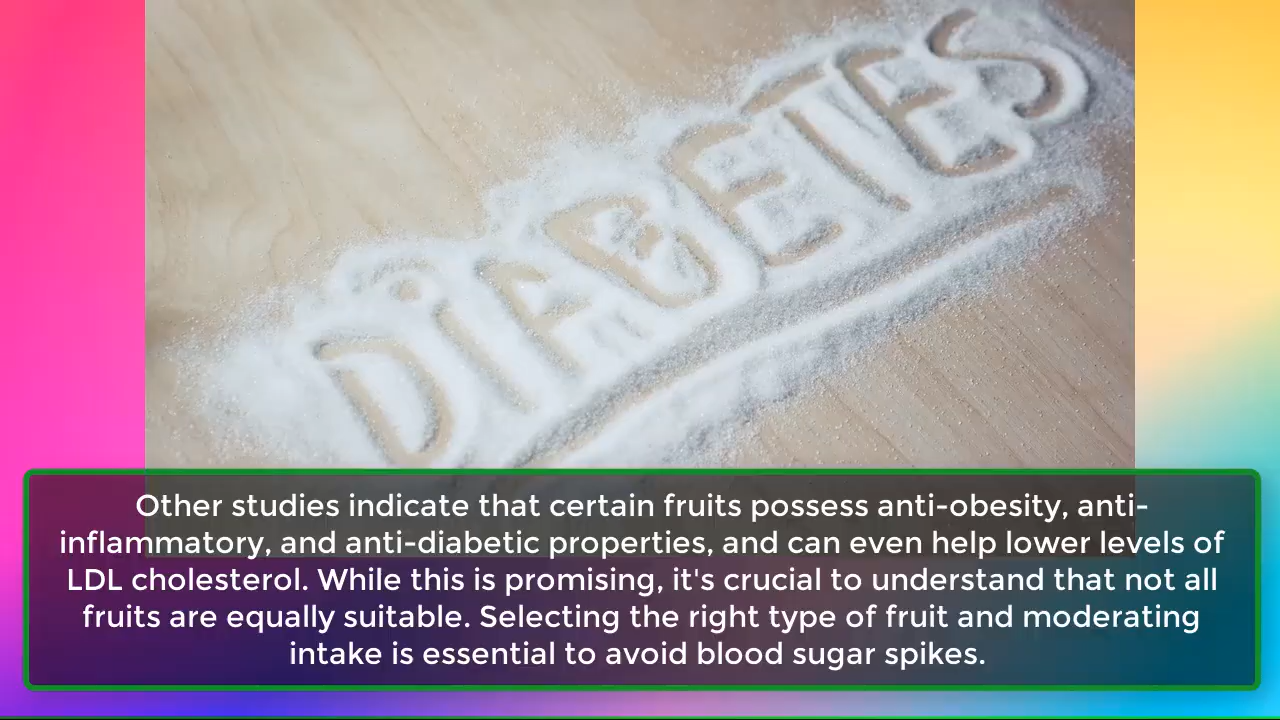 DIABETES
Other studies indicate that certain fruits possess anti-obesity, anti-
inflammatory, and anti-diabetic properties, and can even help lower levels of
LDL cholesterol. While this is promising, it's crucial to understand that not all
fruits are equally suitable. Selecting the right type of fruit and moderating
intake is essential to avoid blood sugar spikes.